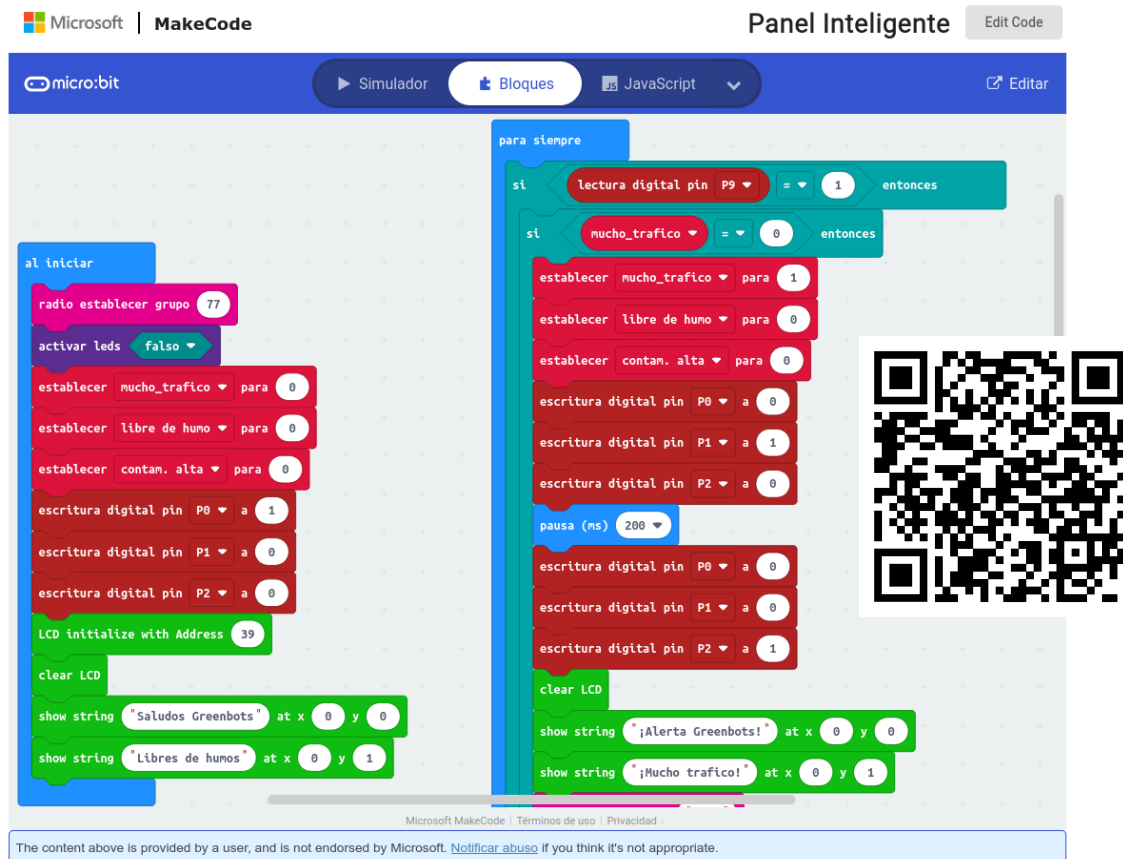 Microsoft | MakeCode
Panel Inteligente
Edit Code
micro:bit
Simulador
Bloques
JS JavaScript
Editar
al iniciar
radio establecer grupo 77
activar leds falso
establecer mucho_trafico para 0
establecer libre de humo para 0
establecer contam. alta para 0
escritura digital pin P0 a 1
escritura digital pin P1 a 0
escritura digital pin P2 a 0
LCD initialize with Address 39
clear LCD
show string "Saludos Greenbots" at x 0 y 0
show string "Libres de humos" at x 0 y 1
para siempre
si lectura digital pin P9 = 1 entonces
si mucho_trafico = 0 entonces
establecer mucho_trafico para 1
establecer libre de humo para 0
establecer contam. alta para 0
escritura digital pin P0 a 0
escritura digital pin P1 a 1
escritura digital pin P2 a 0
pausa (ms) 200
escritura digital pin P0 a 0
escritura digital pin P1 a 0
escritura digital pin P2 a 1
clear LCD
show string "¡Alerta Greenbots!" at x 0 y 0
show string "¡Mucho trafico!" at x 0 y 1
Microsoft MakeCode | Términos de uso | Privacidad
The content above is provided by a user, and is not endorsed by Microsoft. Notificar abuso if you think it's not appropriate.